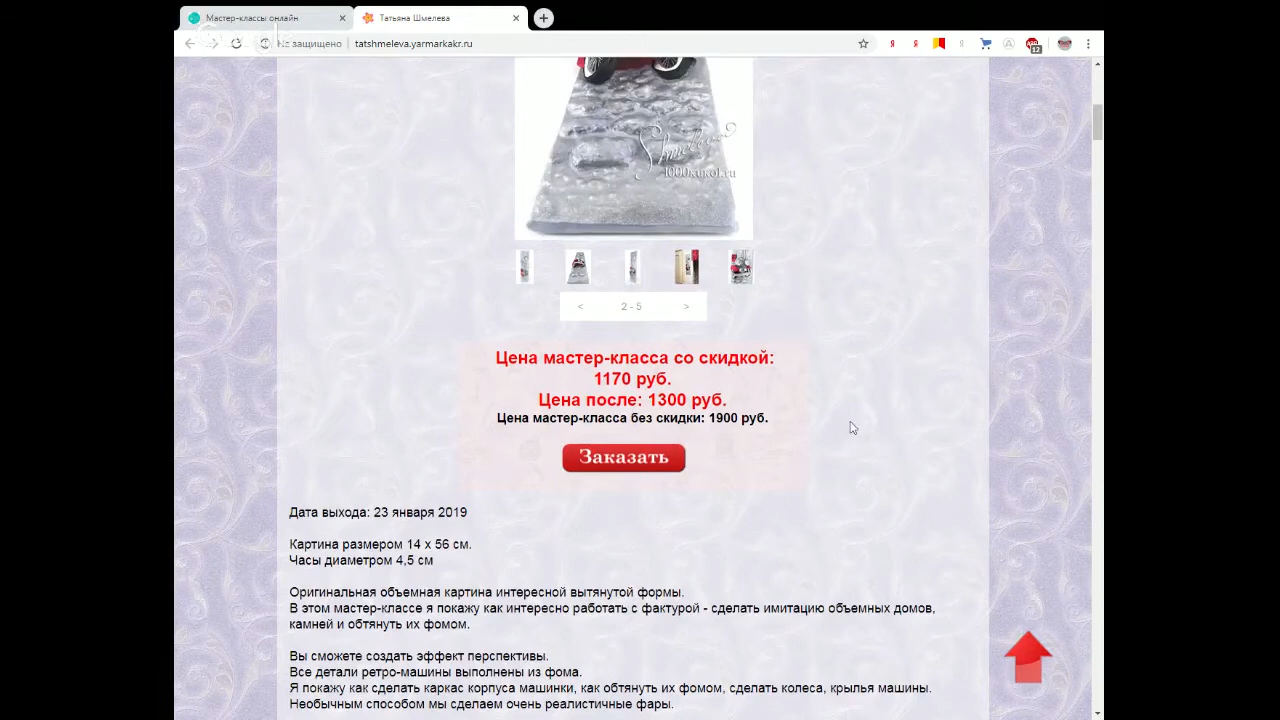 Мастер-классы онлайн
Татьяна Шмелева
Не защищено
tatshmeleva.yarmarkakr.ru
12
Shmeleva
1000kukol.ru
< 2 - 5 >
Цена мастер-класса со скидкой:
1170 руб.
Цена после: 1300 руб.
Цена мастер-класса без скидки: 1900 руб.
Заказать
Дата выхода: 23 января 2019
Картина размером 14 х 56 см.
Часы диаметром 4,5 см
Оригинальная объемная картина интересной вытянутой формы.
В этом мастер-классе я покажу как интересно работать с фактурой - сделать имитацию объемных домов,
камней и обтянуть их фомом.
Вы сможете создать эффект перспективы.
Все детали ретро-машины выполнены из фома.
Я покажу как сделать каркас корпуса машинки, как обтянуть их фомом, сделать колеса, крылья машины.
Необычным способом мы сделаем очень реалистичные фары.